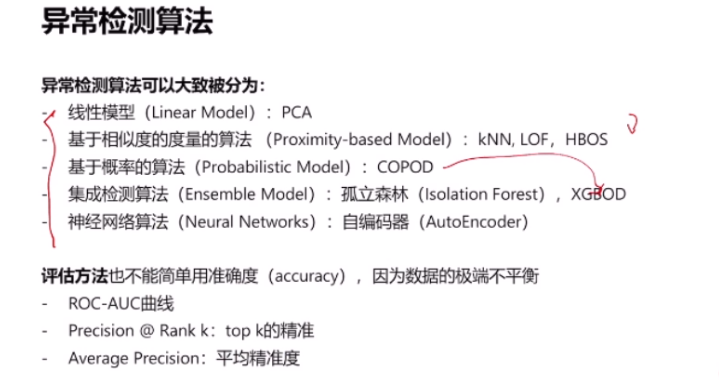 异常检测算法
异常检测算法可以大致被分为：
- 线性模型（Linear Model）：PCA
- 基于相似度的度量的算法 （Proximity-based Model）：kNN, LOF，HBOS
- 基于概率的算法（Probabilistic Model）：COPOD
- 集成检测算法（Ensemble Model）：孤立森林（Isolation Forest），XGBOD
- 神经网络算法（Neural Networks）：自编码器（AutoEncoder）
评估方法也不能简单用准确度（accuracy），因为数据的极端不平衡
- ROC-AUC曲线
- Precision @ Rank k：top k的精准
- Average Precision：平均精准度